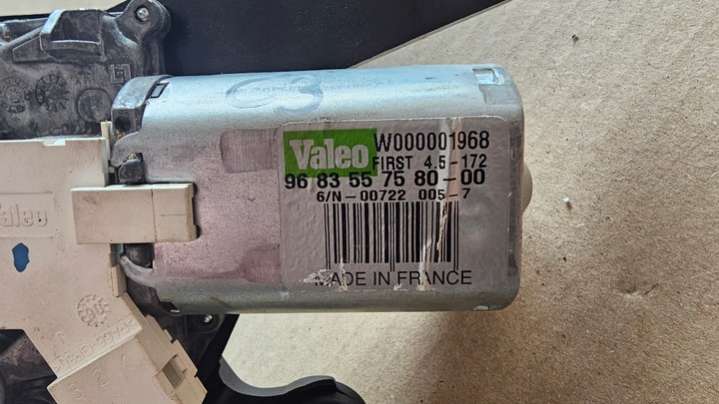 Valeo
W000001968
FIRST 4.5-172
96 83 55 75 80-00
6/N-00722 005-7
MADE IN FRANCE
Valeo